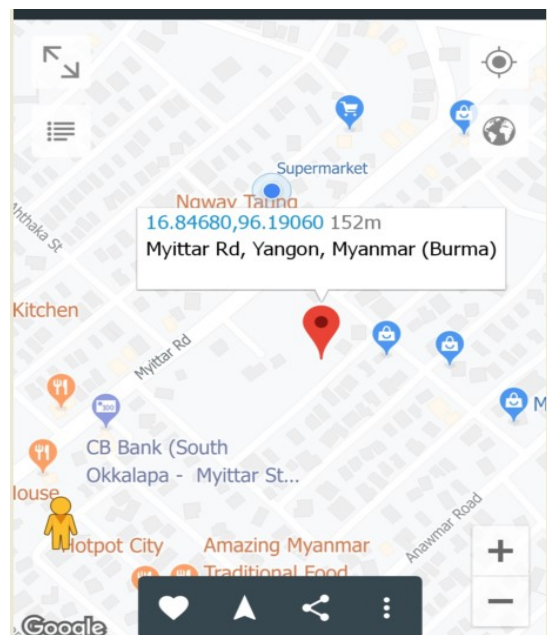 Supermarket
Ngway Taung
Ahthaka St
16.84680,96.19060 152m
Myittar Rd, Yangon, Myanmar (Burma)
Kitchen
Myittar Rd
CB Bank (South
Okkalapa - Myittar St...
M
louse
Anawmar Road
Hotpot City
Amazing Myanmar
Traditional Food
Google